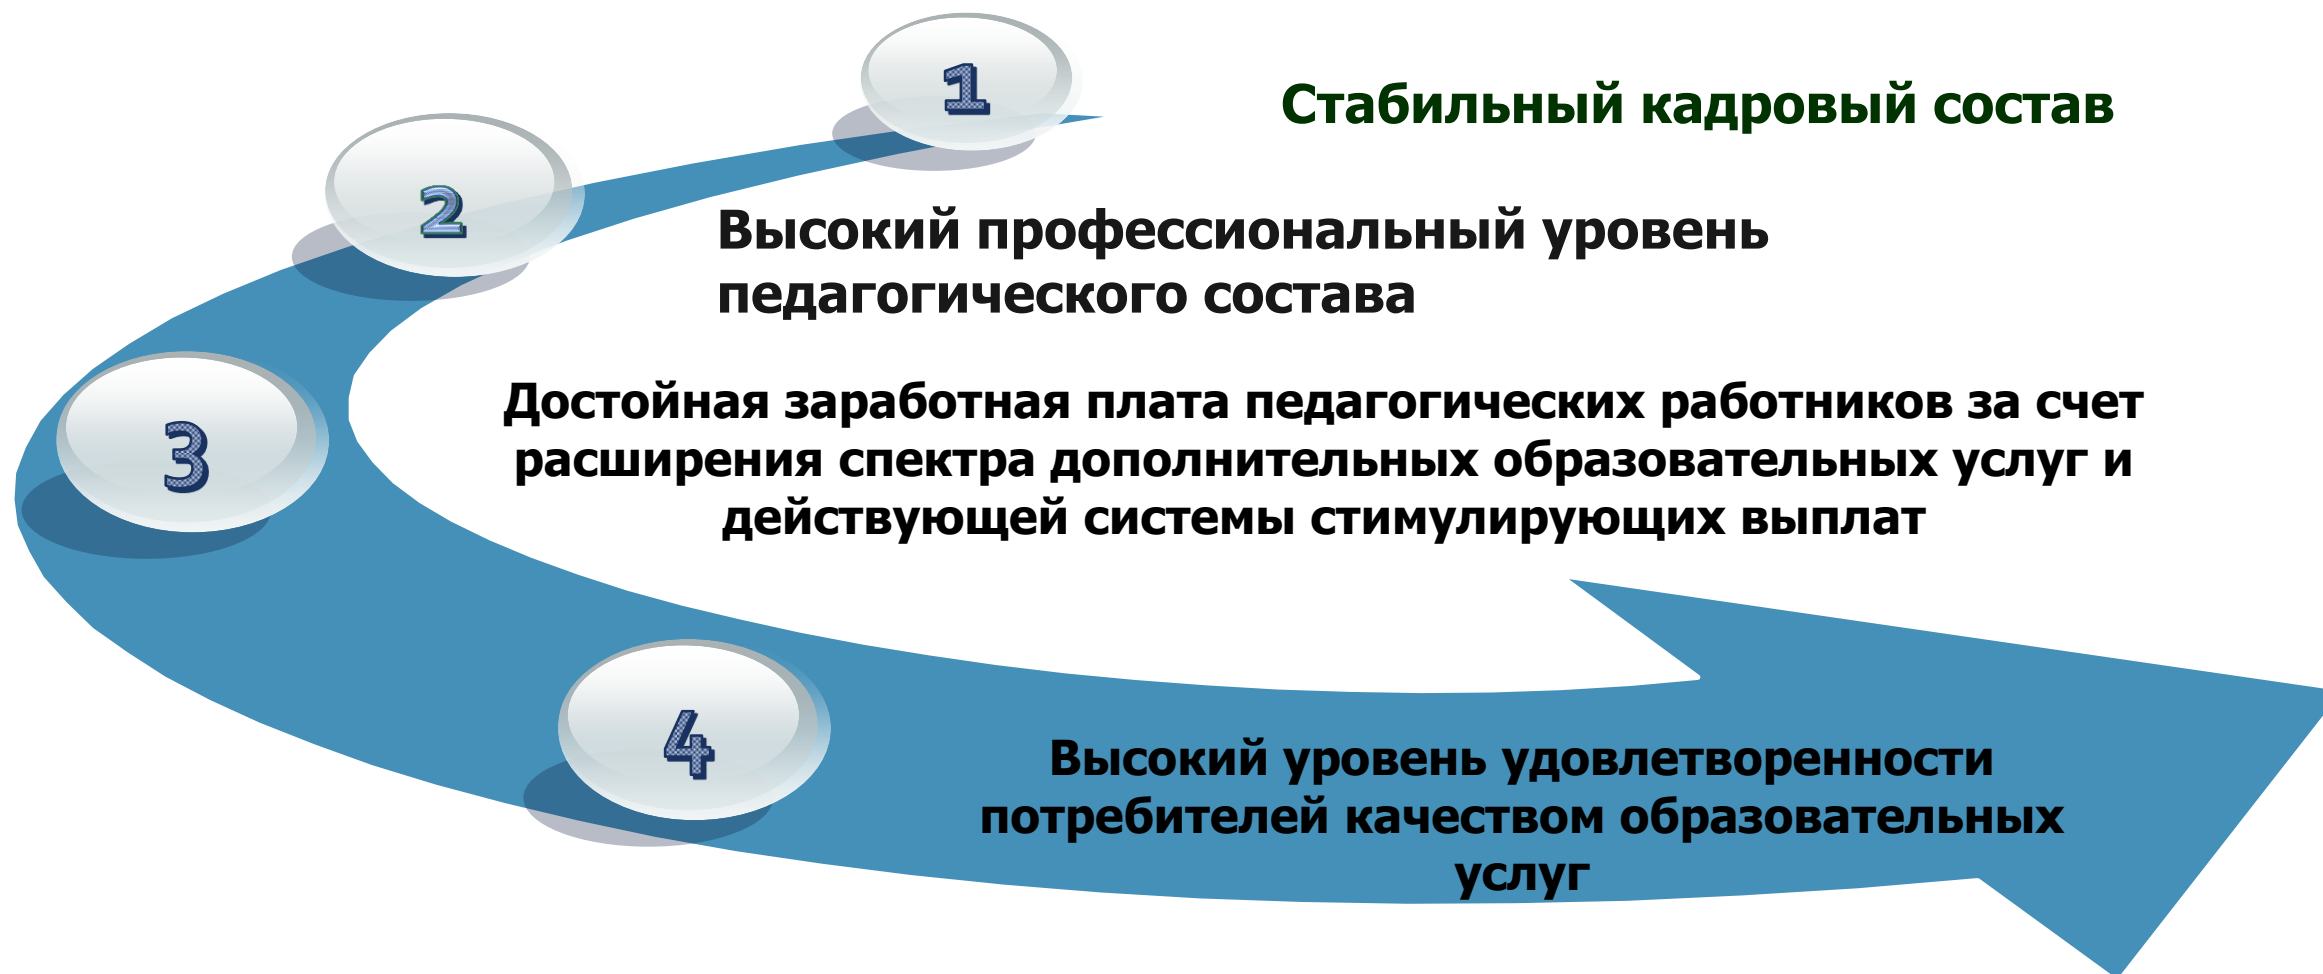 1
Стабильный кадровый состав
2
Высокий профессиональный уровень
педагогического состава
3
Достойная заработная плата педагогических работников за счет
расширения спектра дополнительных образовательных услуг и
действующей системы стимулирующих выплат
4
Высокий уровень удовлетворенности
потребителей качеством образовательных
услуг